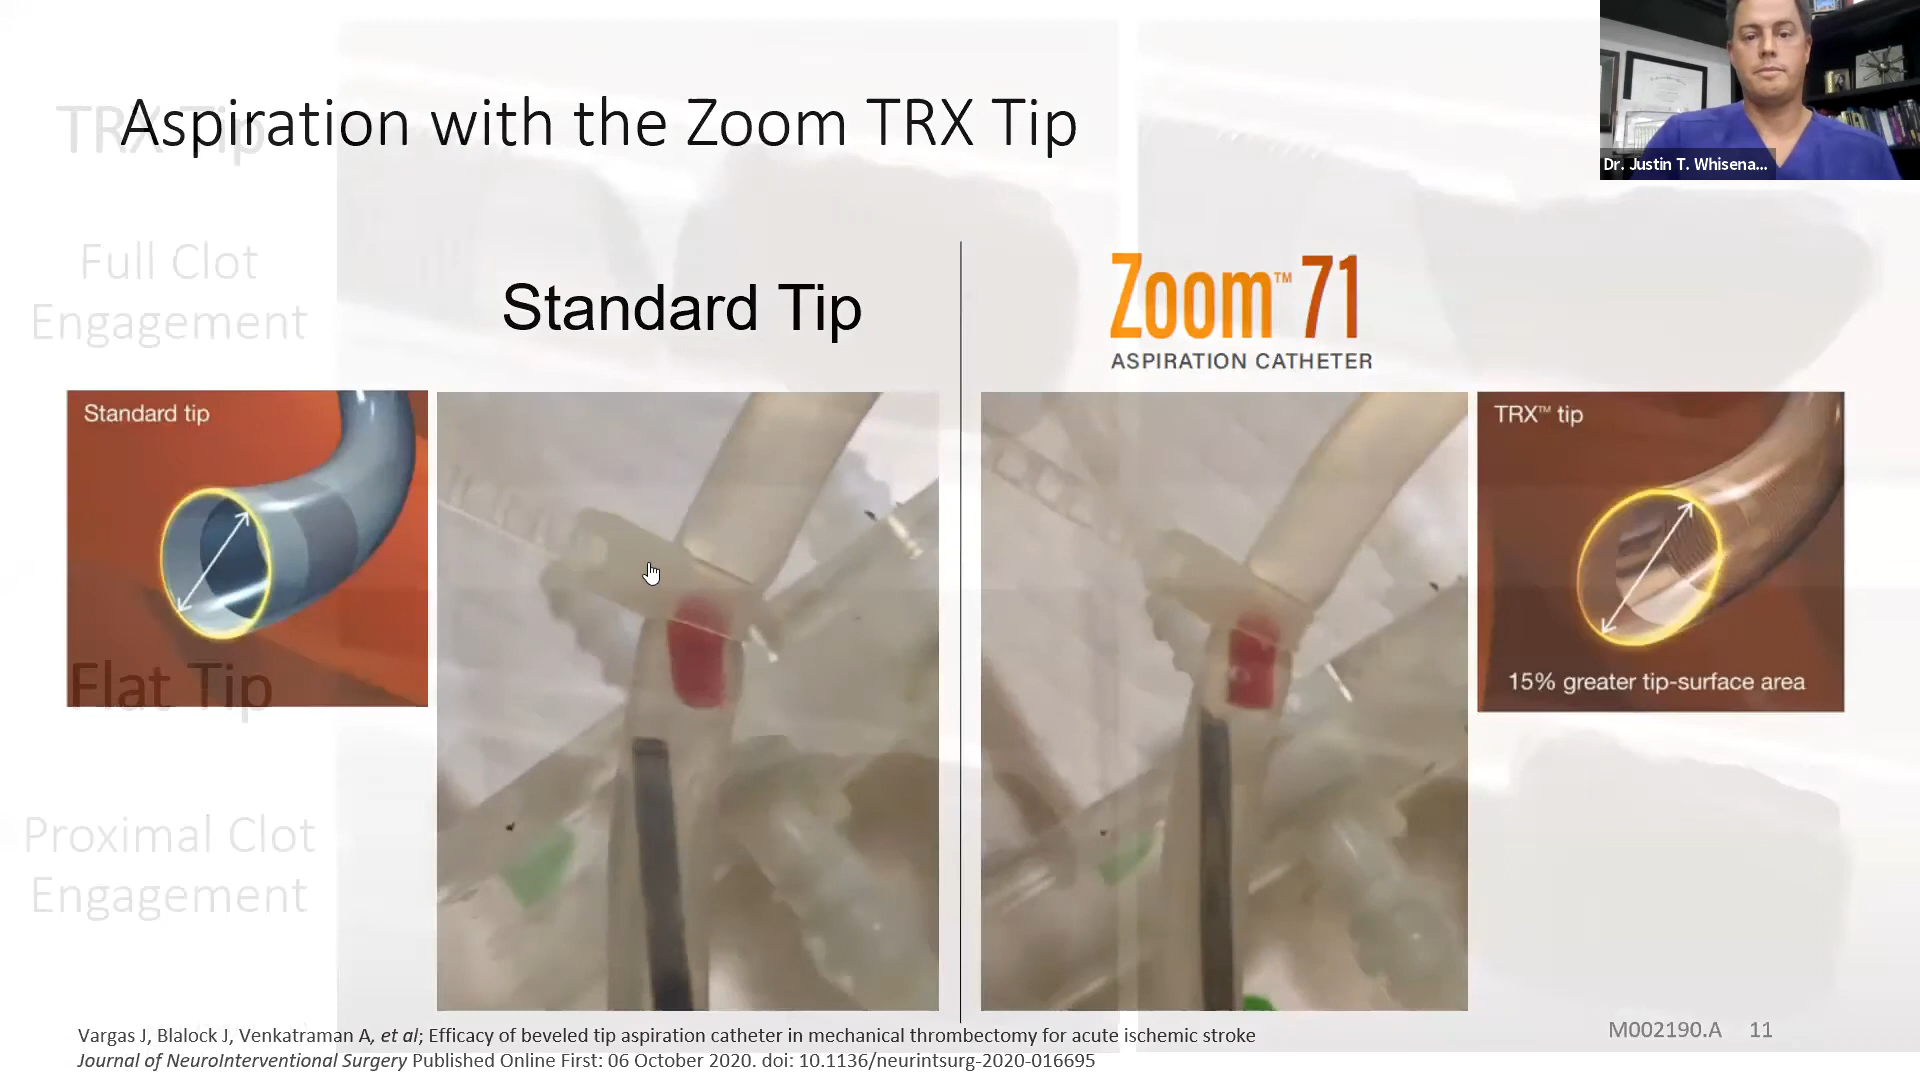 Aspiration with the Zoom TRX Tip
TRX Tip
Dr. Justin T. Whisena...
Full Clot
Engagement
Standard Tip
Zoom™ 71
ASPIRATION CATHETER
Standard tip
TRX™ tip
15% greater tip-surface area
Flat Tip
Proximal Clot
Engagement
Vargas J, Blalock J, Venkatraman A, et al; Efficacy of beveled tip aspiration catheter in mechanical thrombectomy for acute ischemic stroke
Journal of NeuroInterventional Surgery Published Online First: 06 October 2020. doi: 10.1136/neurintsurg-2020-016695
M002190.A 11